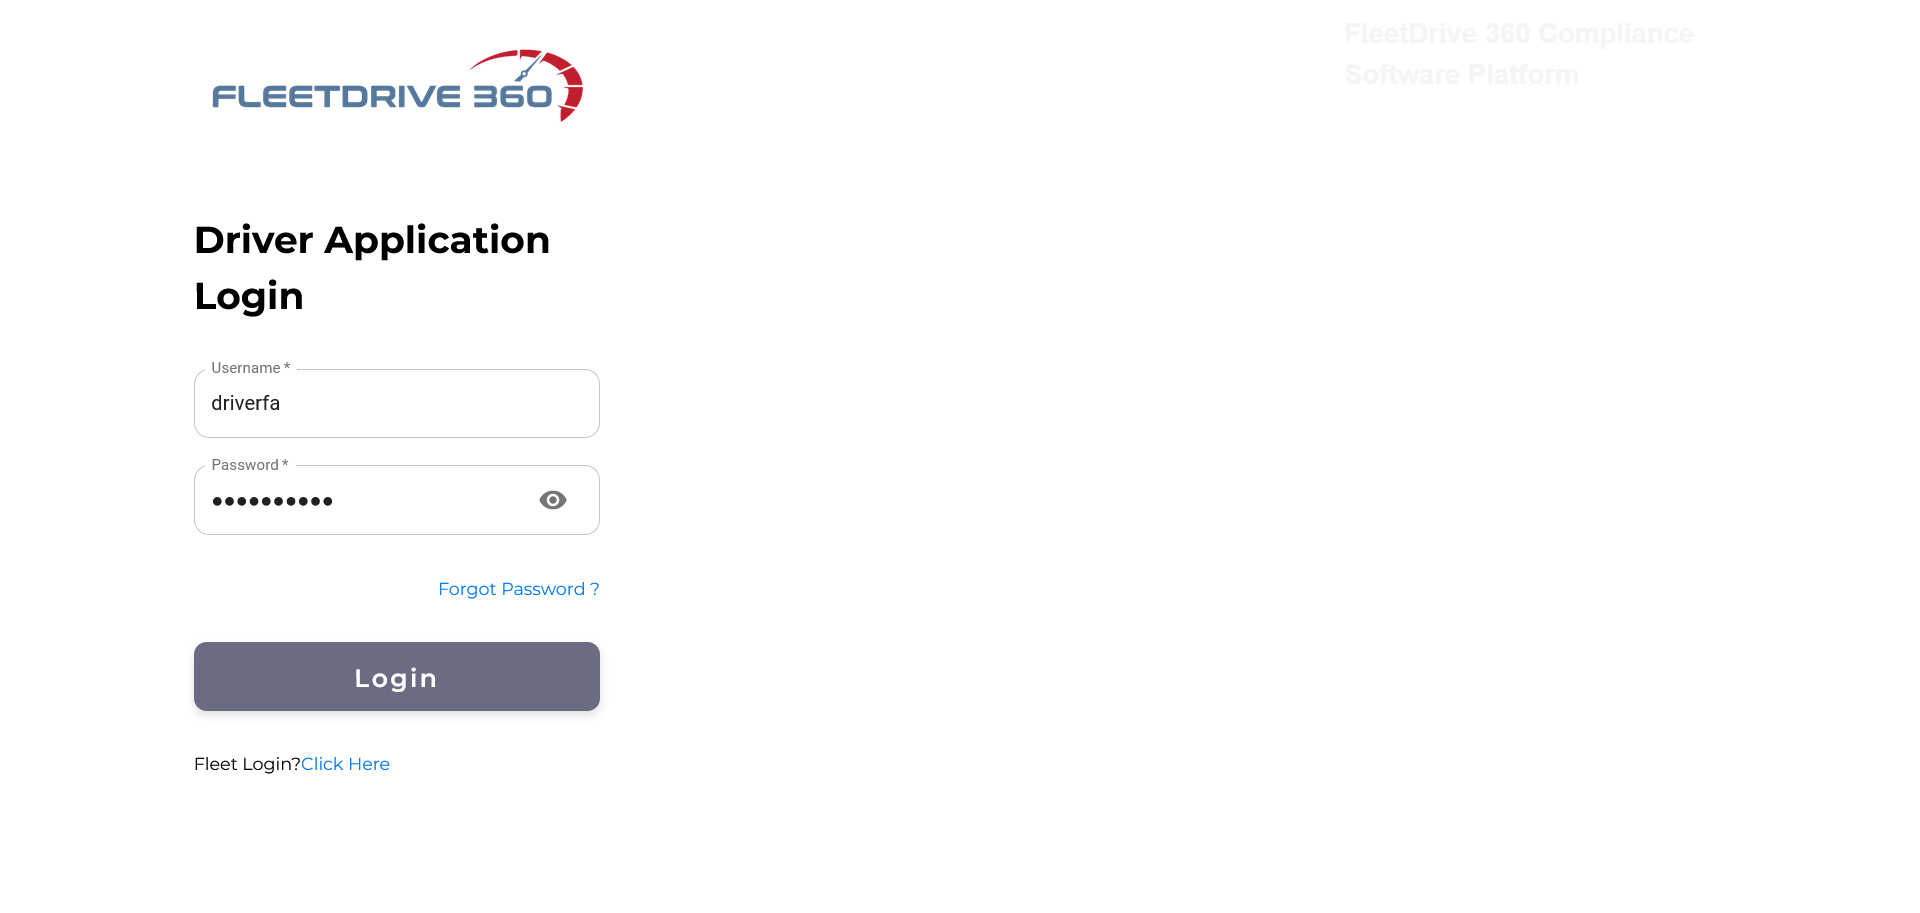 FLEETDRIVE 360
FleetDrive 360 Compliance
Software Platform
Driver Application
Login
Username *
driverfa
Password *
••••••••••
Forgot Password ?
Login
Fleet Login?Click Here